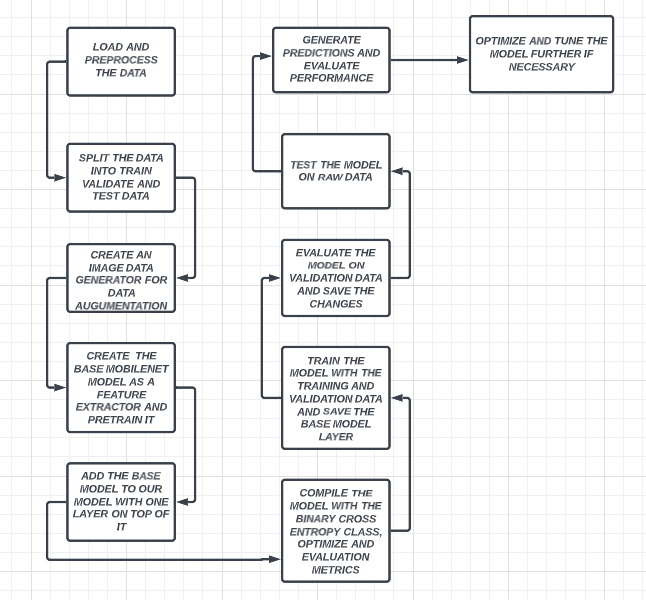 LOAD AND
PREPROCESS
THE DATA
SPLIT THE DATA
INTO TRAIN
VALIDATE AND
TEST DATA
CREATE AN
IMAGE DATA
GENERATOR FOR
DATA
AUGUMENTATION
CREATE THE
BASE MOBILENET
MODEL AS A
FEATURE
EXTRACTOR AND
PRETRAIN IT
ADD THE BASE
MODEL TO OUR
MODEL WITH ONE
LAYER ON TOP OF
IT
COMPILE THE
MODEL WITH THE
BINARY CROSS
ENTROPY CLASS,
OPTIMIZE AND
EVALUATION
METRICS
TRAIN THE
MODEL WITH THE
TRAINING AND
VALIDATION DATA
AND SAVE THE
BASE MODEL
LAYER
EVALUATE THE
MODEL ON
VALIDATION DATA
AND SAVE THE
CHANGES
TEST THE MODEL
ON RAW DATA
GENERATE
PREDICTIONS AND
EVALUATE
PERFORMANCE
OPTIMIZE AND TUNE THE
MODEL FURTHER IF
NECESSARY